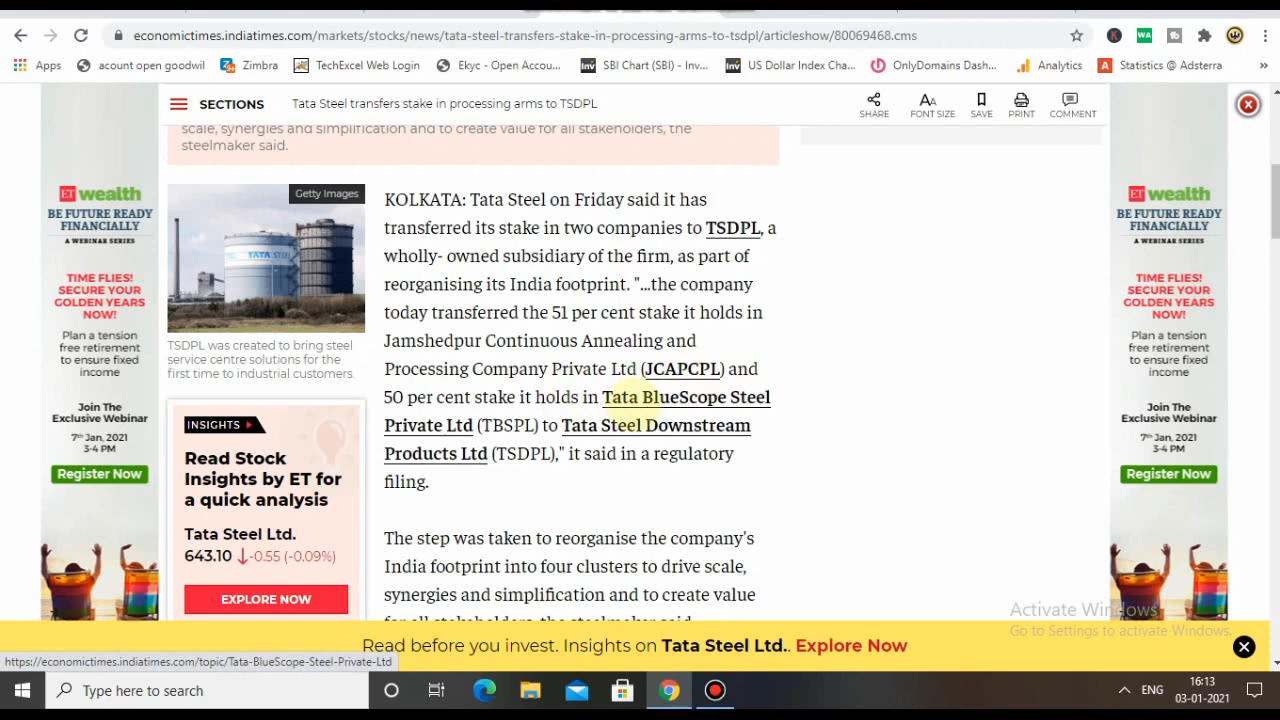 economictimes.indiatimes.com/markets/stocks/news/tata-steel-transfers-stake-in-processing-arms-to-tsdpl/articleshow/80069468.cms
Apps acount open goodwil Zimbra TechExcel Web Login Ekyc - Open Accou... Inv SBI Chart (SBI) - Inv... Inv US Dollar Index Cha... OnlyDomains Dash... Analytics A Statistics @ Adsterra »
SECTIONS Tata Steel transfers stake in processing arms to TSDPL
SHARE
AA FONT SIZE
SAVE
PRINT
COMMENT
scale, synergies and simplification and to create value for all stakeholders, the
steelmaker said.
Getty Images
TATA STEEL
TSDPL was created to bring steel
service centre solutions for the
first time to industrial customers.
KOLKATA: Tata Steel on Friday said it has
transferred its stake in two companies to TSDPL, a
wholly- owned subsidiary of the firm, as part of
reorganising its India footprint. "...the company
today transferred the 51 per cent stake it holds in
Jamshedpur Continuous Annealing and
Processing Company Private Ltd (JCAPCPL) and
50 per cent stake it holds in Tata BlueScope Steel
Private Ltd (TBSPL) to Tata Steel Downstream
Products Ltd (TSDPL)," it said in a regulatory
filing.
The step was taken to reorganise the company's
India footprint into four clusters to drive scale,
synergies and simplification and to create value
for all stakeholders, the steelmaker said.
INSIGHTS
Read Stock
Insights by ET for
a quick analysis
Tata Steel Ltd.
643.10 ↓-0.55 (-0.09%)
EXPLORE NOW
ET wealth
BE FUTURE READY
FINANCIALLY
A WEBINAR SERIES
TIME FLIES!
SECURE YOUR
GOLDEN YEARS
NOW!
Plan a tension
free retirement
to ensure fixed
income
Join The
Exclusive Webinar
7th Jan, 2021
3-4 PM
Register Now
ET wealth
BE FUTURE READY
FINANCIALLY
A WEBINAR SERIES
TIME FLIES!
SECURE YOUR
GOLDEN YEARS
NOW!
Plan a tension
free retirement
to ensure fixed
income
Join The
Exclusive Webinar
7th Jan, 2021
3-4 PM
Register Now
Activate Windows
Go to Settings to activate Windows.
Read before you invest. Insights on Tata Steel Ltd.. Explore Now
https://economictimes.indiatimes.com/topic/Tata-BlueScope-Steel-Private-Ltd
Type here to search
ENG
16:13
03-01-2021